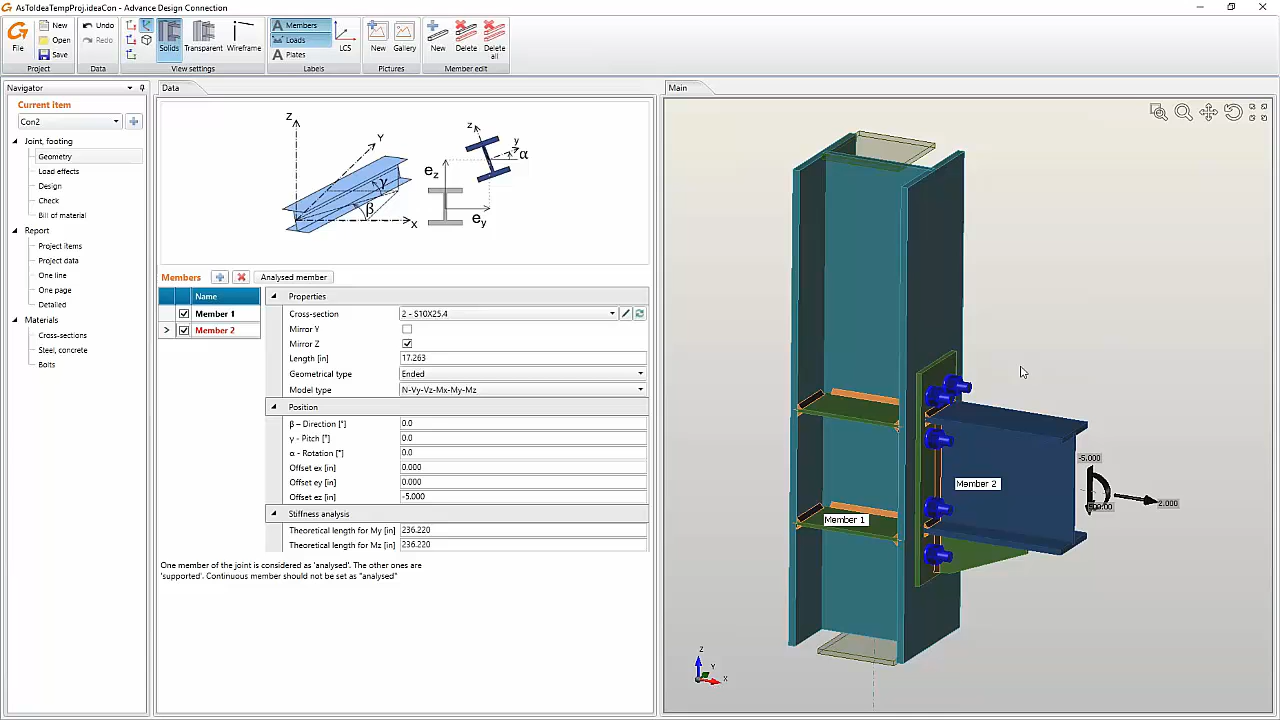 AsToIdeaTempProj.ideaCon - Advance Design Connection
File
New
Open
Save
Project
Undo
Redo
Data
Solids
Transparent
Wireframe
View settings
Members
Loads
Plates
LCS
Labels
New
Gallery
Pictures
New
Delete
Delete all
Member edit
Navigator
Current item
Con2
Joint, footing
Geometry
Load effects
Design
Check
Bill of material
Report
Project items
Project data
One line
One page
Detailed
Materials
Cross-sections
Steel, concrete
Bolts
Data
Z
Y
X
γ
β
z
y
α
ez
ey
Members
Analysed member
Name
Member 1
> Member 2
Properties
Cross-section 2 - S10X25.4
Mirror Y
Mirror Z
Length [in] 17.263
Geometrical type Ended
Model type N-Vy-Vz-Mx-My-Mz
Position
β – Direction [°] 0.0
γ - Pitch [°] 0.0
α - Rotation [°] 0.0
Offset ex [in] 0.000
Offset ey [in] 0.000
Offset ez [in] -5.000
Stiffness analysis
Theoretical length for My [in] 236.220
Theoretical length for Mz [in] 236.220
One member of the joint is considered as 'analysed'. The other ones are
'supported'. Continuous member should not be set as "analysed"
Main
-5.000
Member 2
2.000
Member 1
Z
Y
X